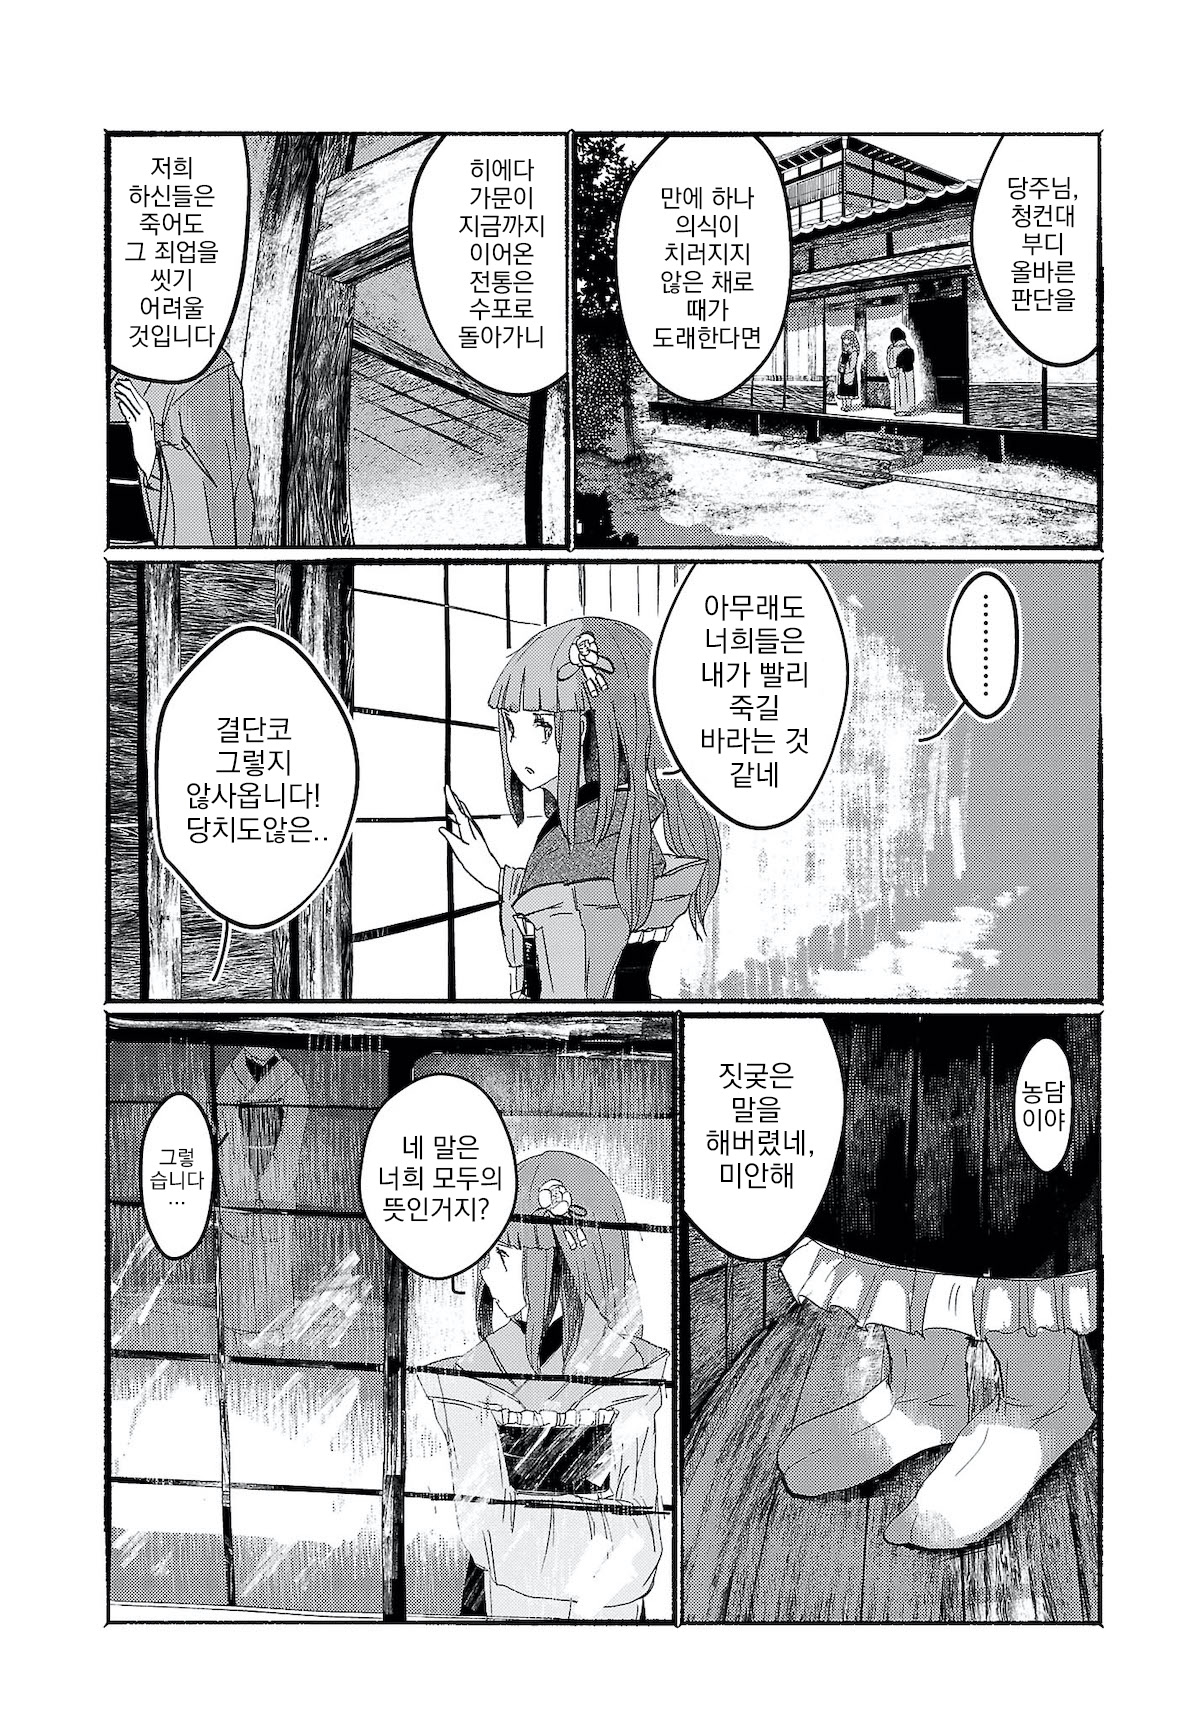 당주님,
청컨대
부디
올바른
판단을
만에 하나
의식이
치러지지
않은 채로
때가
도래한다면
히에다
가문이
지금까지
이어온
전통은
수포로
돌아가니
저희
하신들은
죽어도
그 죄업을
씻기
어려울
것입니다
………
아무래도
너희들은
내가 빨리
죽길
바라는 것
같네
결단코
그렇지
않사옵니다!
당치도않은..
농담
이야
짓궂은
말을
해버렸네,
미안해
네 말은
너희 모두의
뜻인거지?
그렇
습니다
...